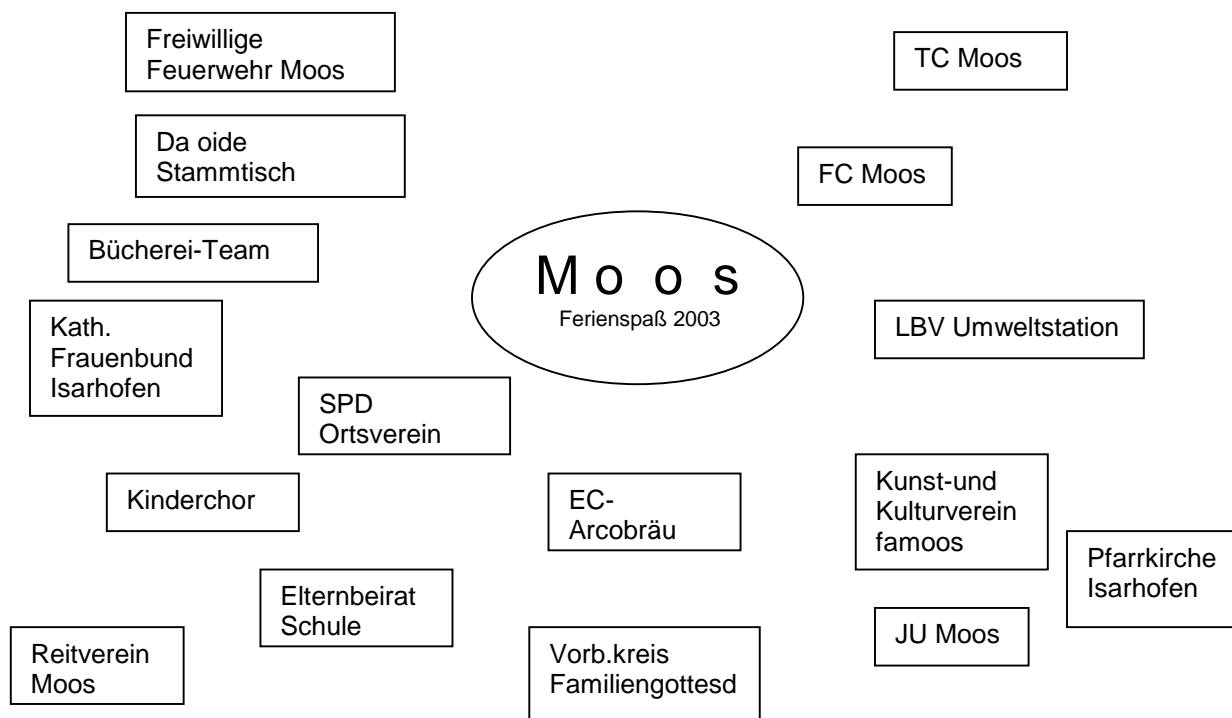 Freiwillige
Feuerwehr Moos
TC Moos
Da oide
Stammtisch
FC Moos
Bücherei-Team
M o o s
Ferienspaß 2003
Kath.
Frauenbund
Isarhofen
LBV Umweltstation
SPD
Ortsverein
Kinderchor
EC-
Arcobräu
Kunst-und
Kulturverein
famoos
Pfarrkirche
Isarhofen
Elternbeirat
Schule
JU Moos
Reitverein
Moos
Vorb.kreis
Familiengottesd